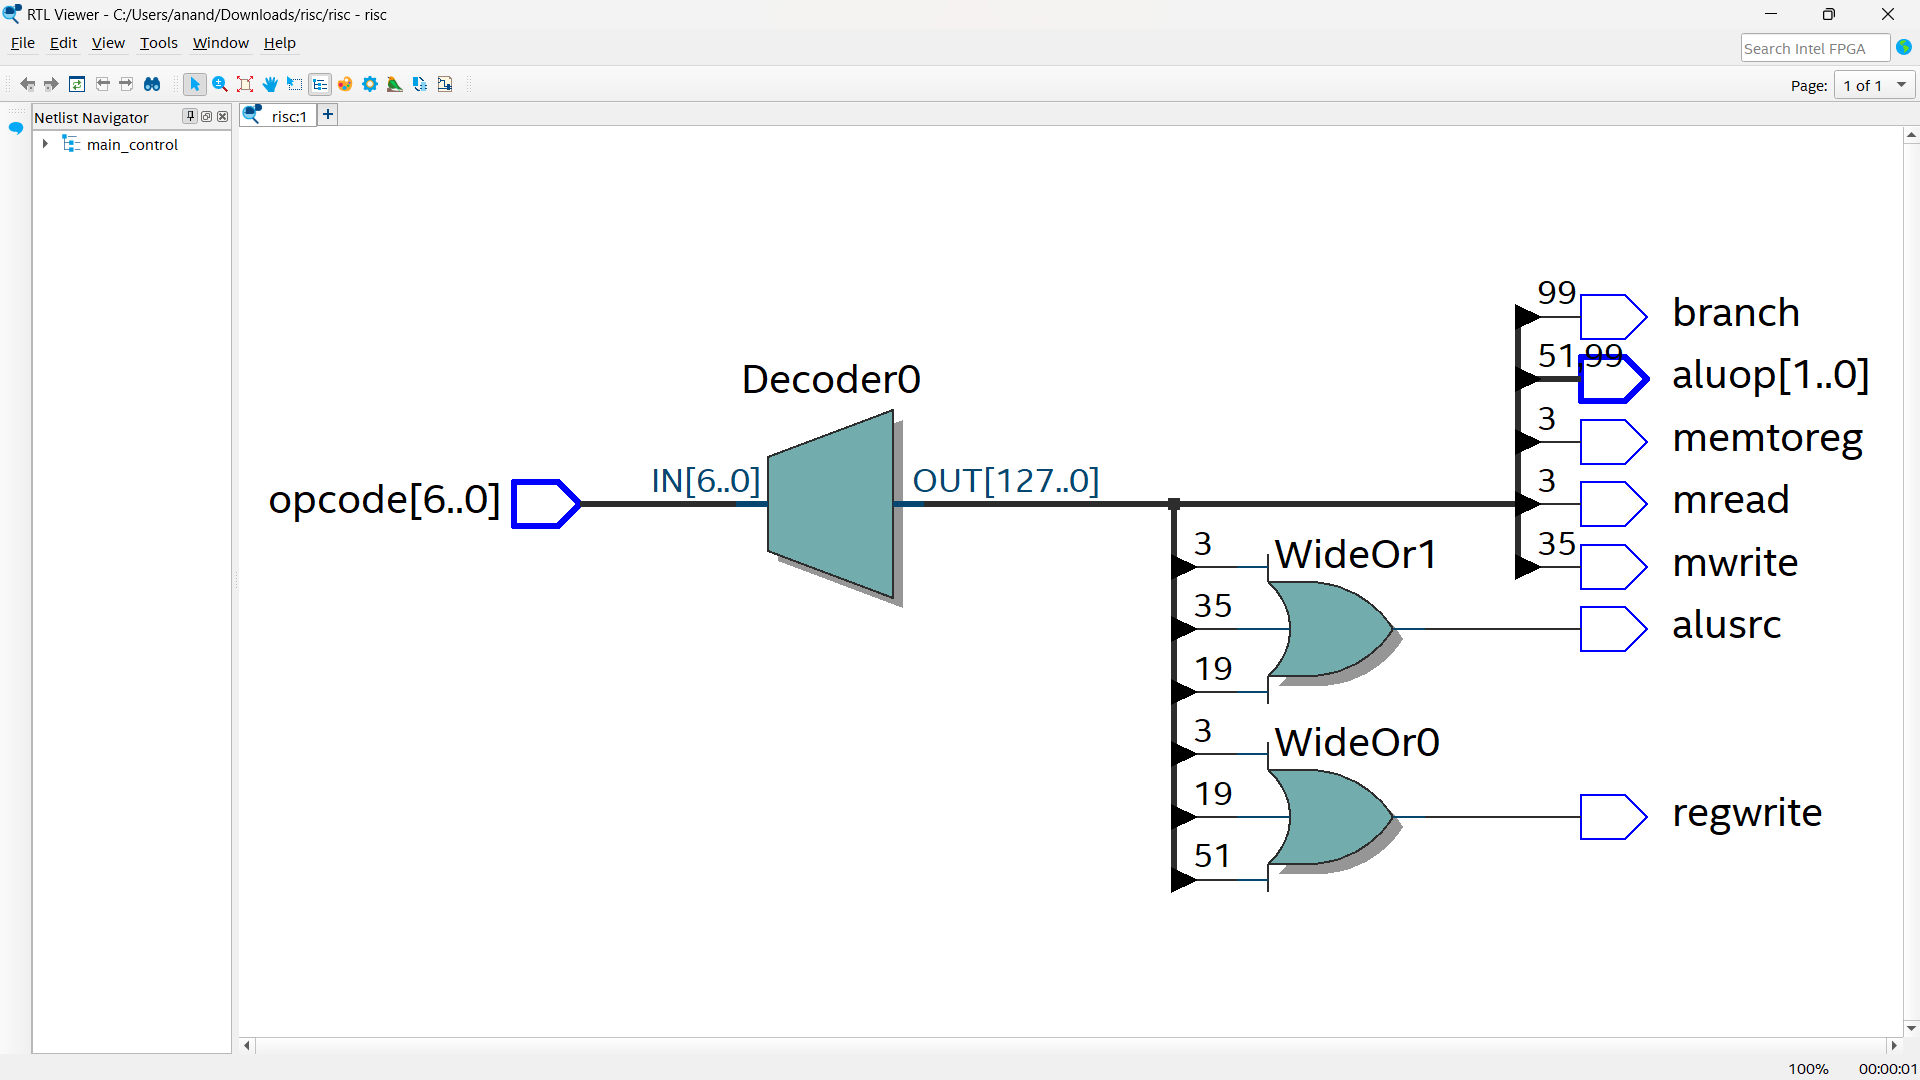 RTL Viewer - C:/Users/anand/Downloads/risc/risc - risc
File Edit View Tools Window Help
Search Intel FPGA
Page: 1 of 1
Netlist Navigator
risc:1
main_control
99
branch
51,99
aluop[1..0]
Decoder0
3
memtoreg
IN[6..0]
OUT[127..0]
3
opcode[6..0]
mread
3
WideOr1
35
mwrite
35
alusrc
19
3
WideOr0
19
regwrite
51
100% 00:00:01